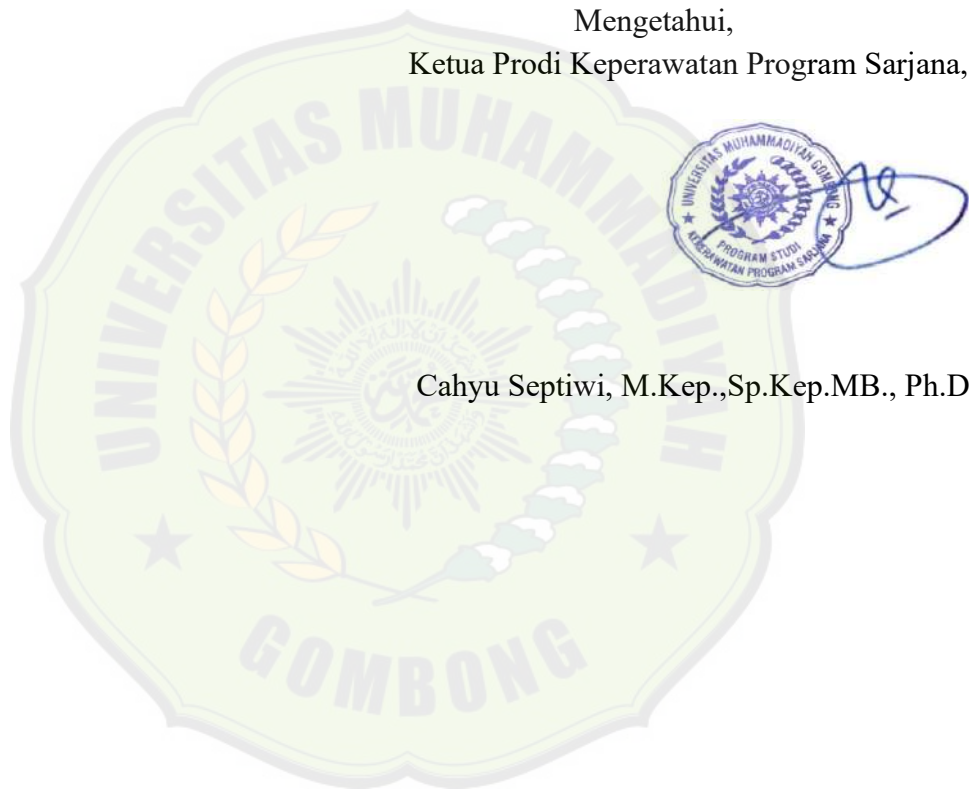 Mengetahui,
Ketua Prodi Keperawatan Program Sarjana,
UNIVERSITAS MUHAMMADIYAH GOMBONG
PROGRAM STUDI
KEPERAWATAN PROGRAM SARJANA
Cahyu Septiwi, M.Kep.,Sp.Kep.MB., Ph.D
UNIVERSITAS MUHAMMADIYAH
GOMBONG